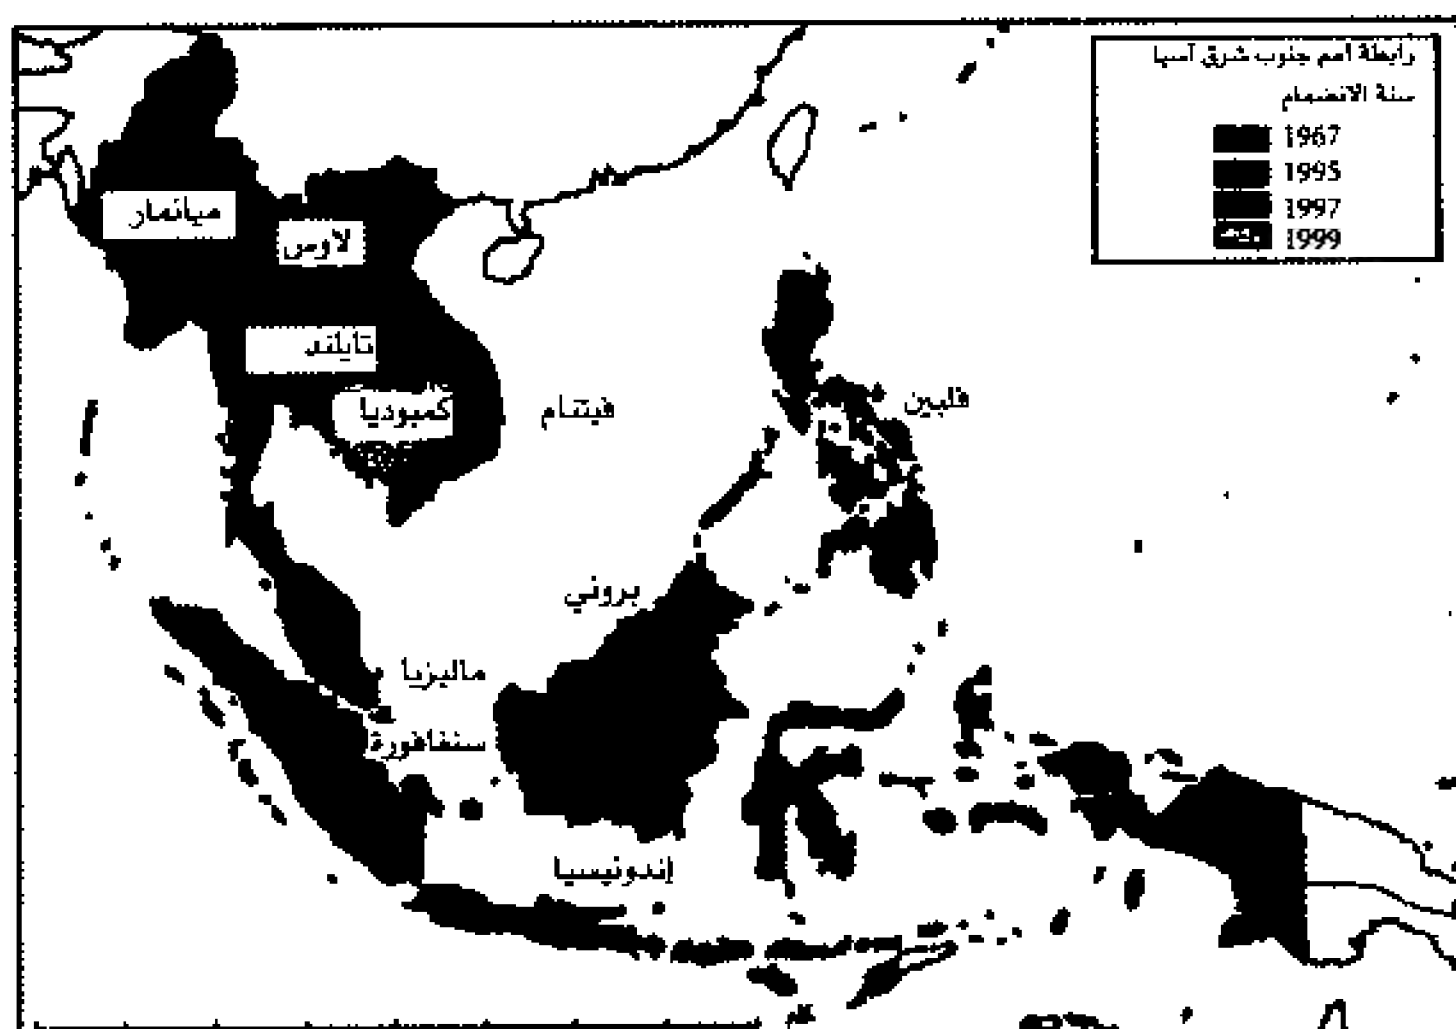 رابطة امم جنوب شرق آسيا
سنة الانضمام
1967
1995
1997
1999
ميانمار
لاوس
تايلند
كمبوديا
فيتنام
فلبين
بروني
ماليزيا
سنغافورة
إندونيسيا